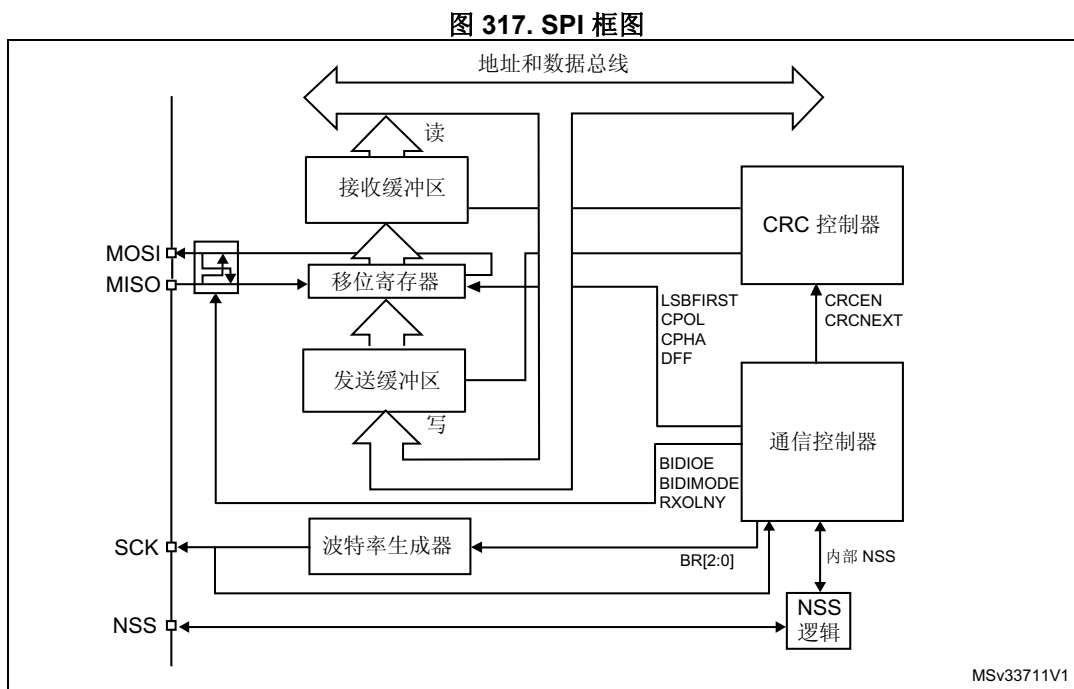 图 317. SPI 框图
地址和数据总线
读
接收缓冲区
CRC 控制器
MOSI
MISO
移位寄存器
LSBFIRST
CPOL
CPHA
DFF
CRCEN
CRCNEXT
发送缓冲区
写
通信控制器
BIDIOE
BIDIMODE
RXOLNY
SCK
波特率生成器
BR[2:0]
内部 NSS
NSS
NSS
逻辑
MSv33711V1